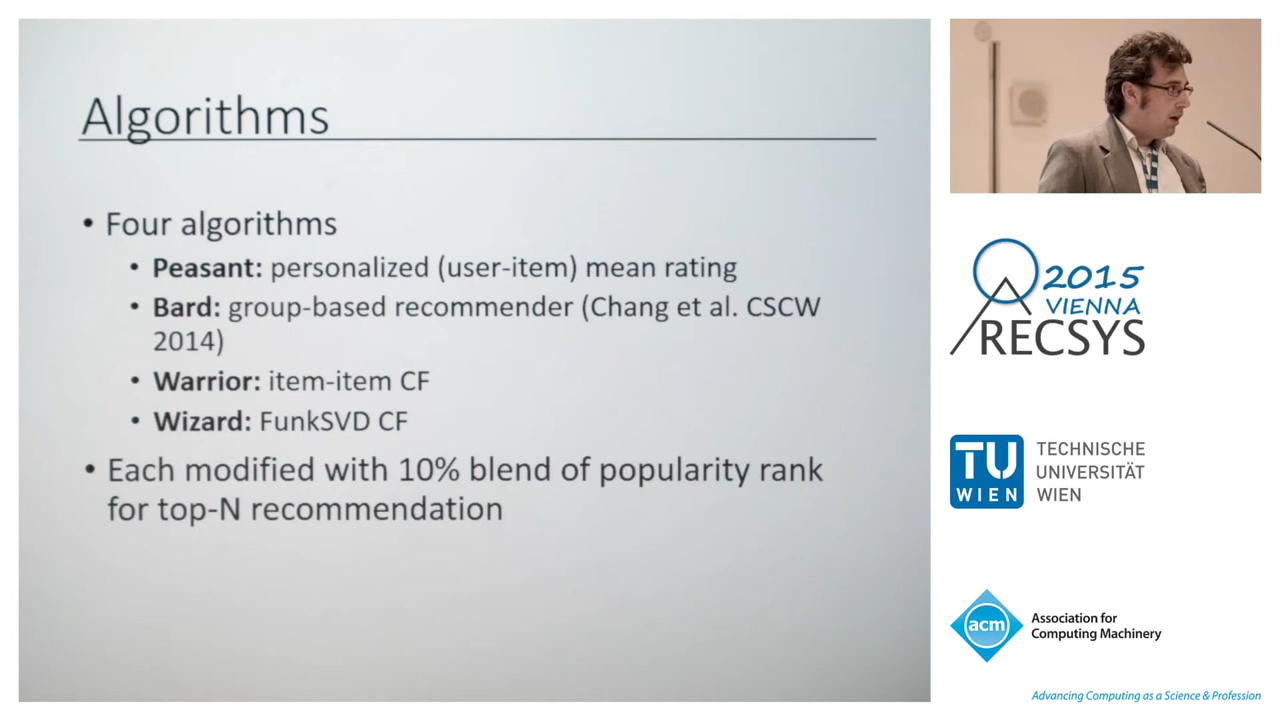 Algorithms
• Four algorithms
• Peasant: personalized (user-item) mean rating
• Bard: group-based recommender (Chang et al. CSCW
2014)
• Warrior: item-item CF
• Wizard: FunkSVD CF
• Each modified with 10% blend of popularity rank
for top-N recommendation
2015
VIENNA
RECSYS
TU
WIEN
TECHNISCHE
UNIVERSITÄT
WIEN
acm
Association for
Computing Machinery
Advancing Computing as a Science & Profession